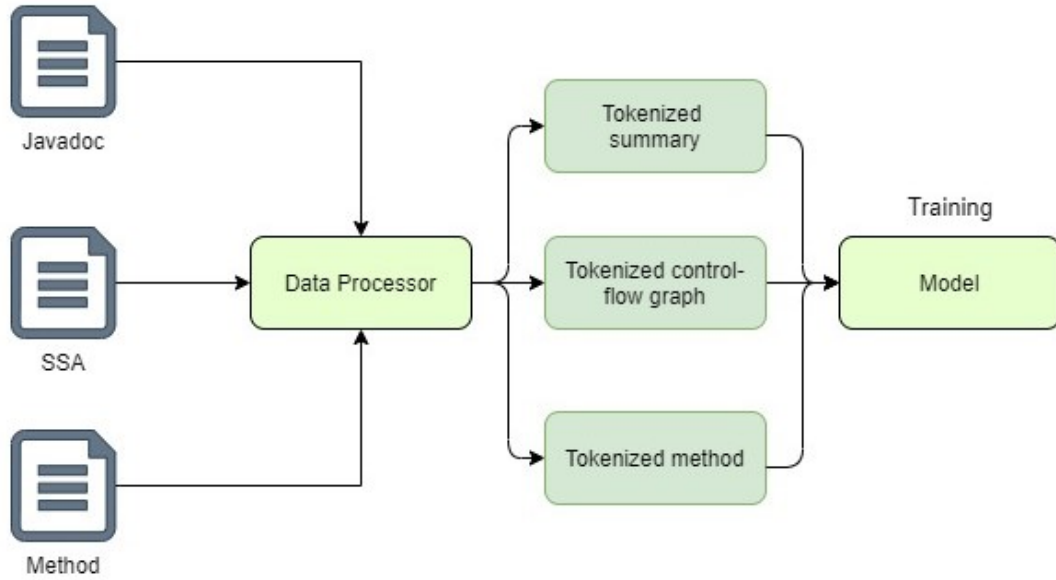 Javadoc
SSA
Method
Data Processor
Tokenized
summary
Tokenized control-
flow graph
Tokenized method
Training
Model